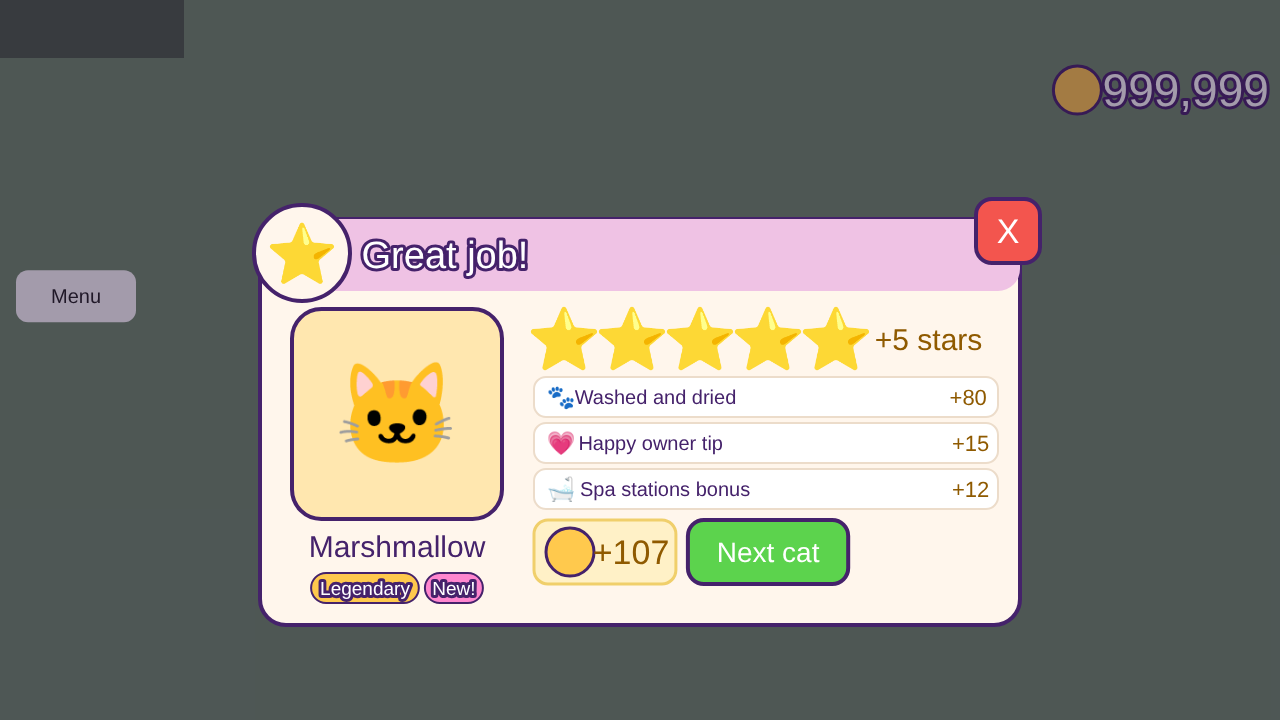 999,999
Great job!
X
Menu
+5 stars
Washed and dried +80
Happy owner tip +15
Spa stations bonus +12
Marshmallow
Legendary New!
+107
Next cat